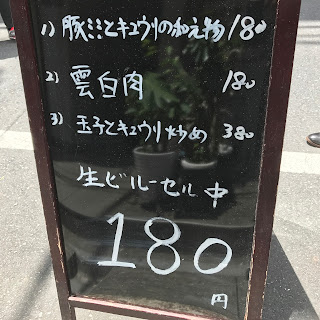 1) 豚ミミとキュウリの和え物 180
2) 雲白肉 180
3) 玉子とキュウリ炒め 380
生ビールーセル中
180
円